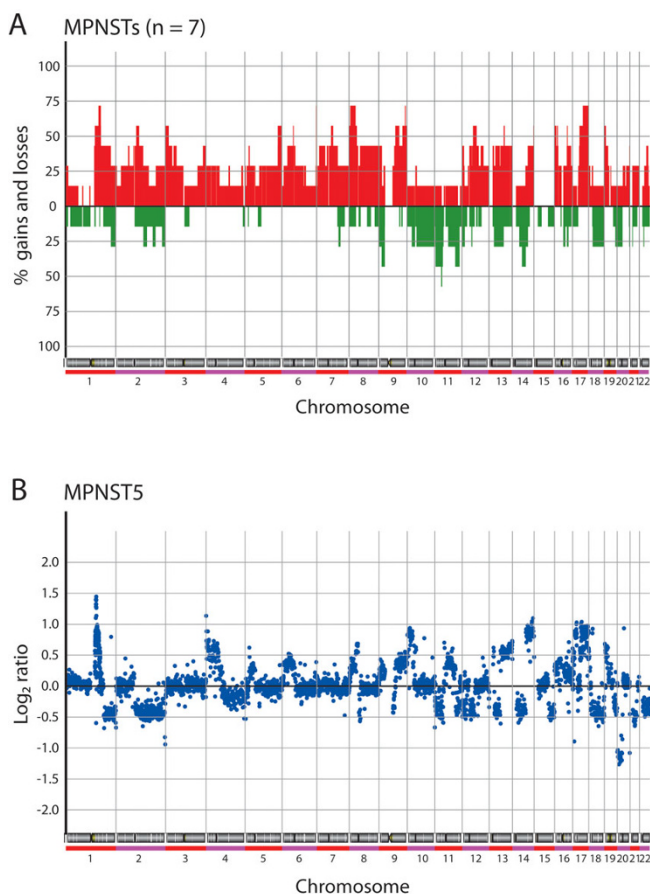 A
MPNSTs (n = 7)
100
75
50
25
0
25
50
75
100
% gains and losses
1 2 3 4 5 6 7 8 9 10 11 12 13 14 15 16 17 18 19 20 2122
Chromosome
B
MPNST5
2.0
1.5
1.0
0.5
0.0
-0.5
-1.0
-1.5
-2.0
Log₂ ratio
1 2 3 4 5 6 7 8 9 10 11 12 13 14 15 16 17 18 19 20 2122
Chromosome